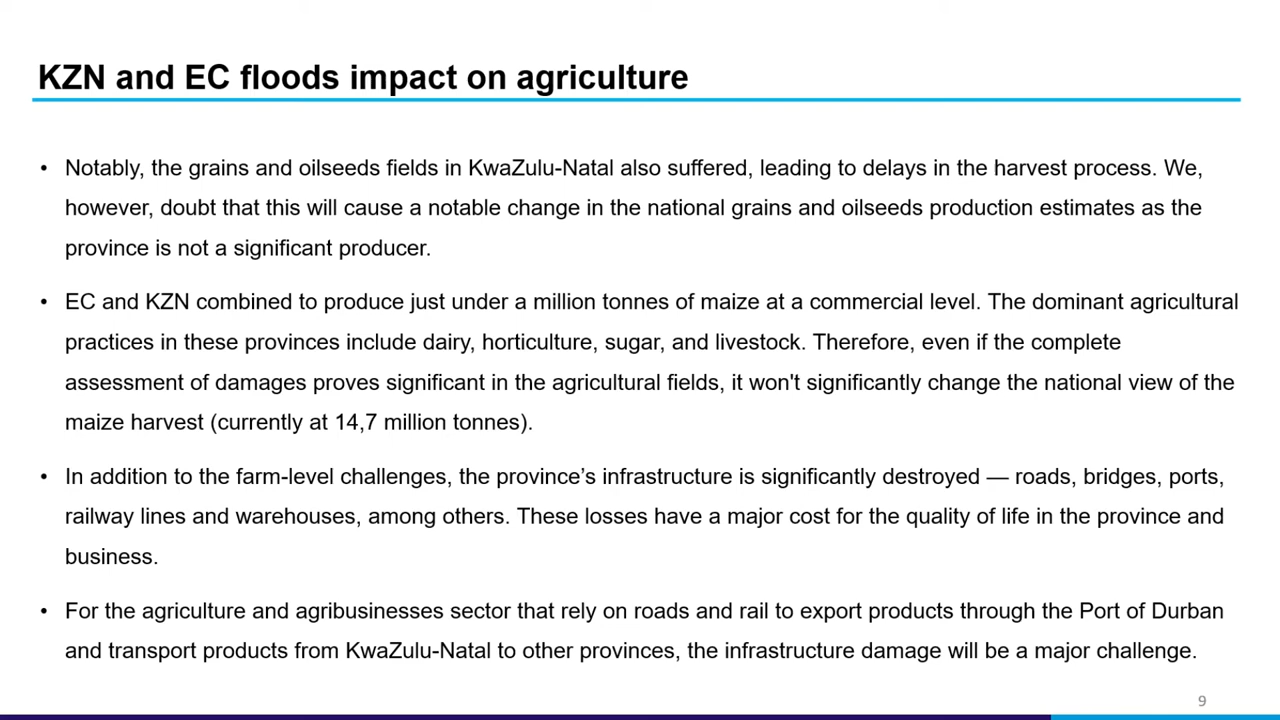 KZN and EC floods impact on agriculture
• Notably, the grains and oilseeds fields in KwaZulu-Natal also suffered, leading to delays in the harvest process. We,
however, doubt that this will cause a notable change in the national grains and oilseeds production estimates as the
province is not a significant producer.
• EC and KZN combined to produce just under a million tonnes of maize at a commercial level. The dominant agricultural
practices in these provinces include dairy, horticulture, sugar, and livestock. Therefore, even if the complete
assessment of damages proves significant in the agricultural fields, it won't significantly change the national view of the
maize harvest (currently at 14,7 million tonnes).
• In addition to the farm-level challenges, the province’s infrastructure is significantly destroyed — roads, bridges, ports,
railway lines and warehouses, among others. These losses have a major cost for the quality of life in the province and
business.
• For the agriculture and agribusinesses sector that rely on roads and rail to export products through the Port of Durban
and transport products from KwaZulu-Natal to other provinces, the infrastructure damage will be a major challenge.
9